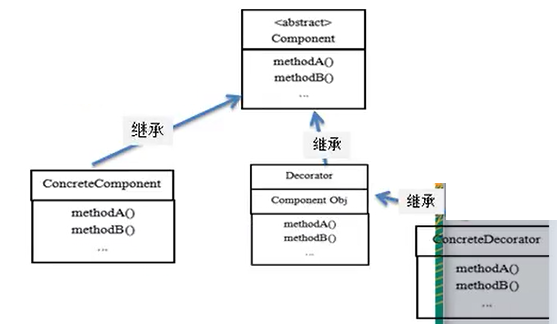 <abstract>
Component
methodA()
methodB()
...
继承
继承
ConcreteComponent
methodA()
methodB()
...
Decorator
Component Obj
methodA()
methodB()
...
继承
ConcreteDecorator
methodA()
methodB()
...